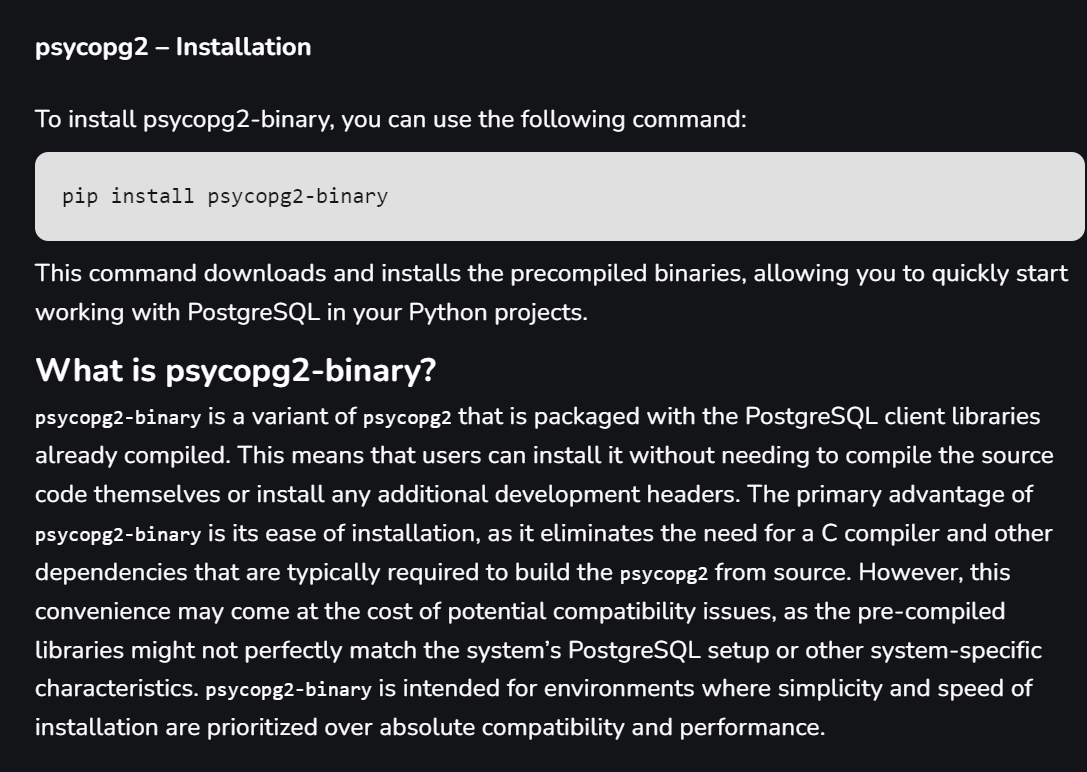 psycopg2 – Installation
To install psycopg2-binary, you can use the following command:
pip install psycopg2-binary
This command downloads and installs the precompiled binaries, allowing you to quickly start
working with PostgreSQL in your Python projects.
What is psycopg2-binary?
psycopg2-binary is a variant of psycopg2 that is packaged with the PostgreSQL client libraries
already compiled. This means that users can install it without needing to compile the source
code themselves or install any additional development headers. The primary advantage of
psycopg2-binary is its ease of installation, as it eliminates the need for a C compiler and other
dependencies that are typically required to build the psycopg2 from source. However, this
convenience may come at the cost of potential compatibility issues, as the pre-compiled
libraries might not perfectly match the system’s PostgreSQL setup or other system-specific
characteristics. psycopg2-binary is intended for environments where simplicity and speed of
installation are prioritized over absolute compatibility and performance.